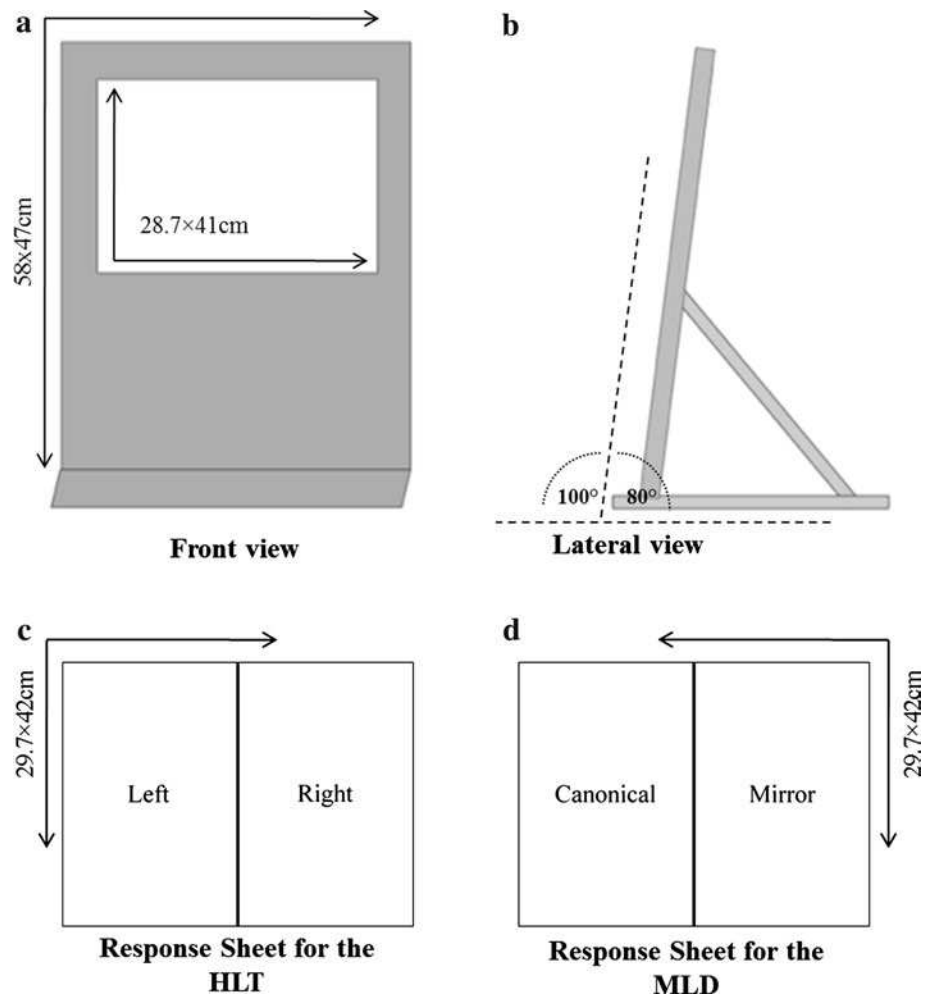 a
58x47cm
28.7×41cm
Front view
b
100°
80°
Lateral view
c
29.7×42cm
Left
Right
Response Sheet for the
HLT
d
29.7×42cm
Canonical
Mirror
Response Sheet for the
MLD